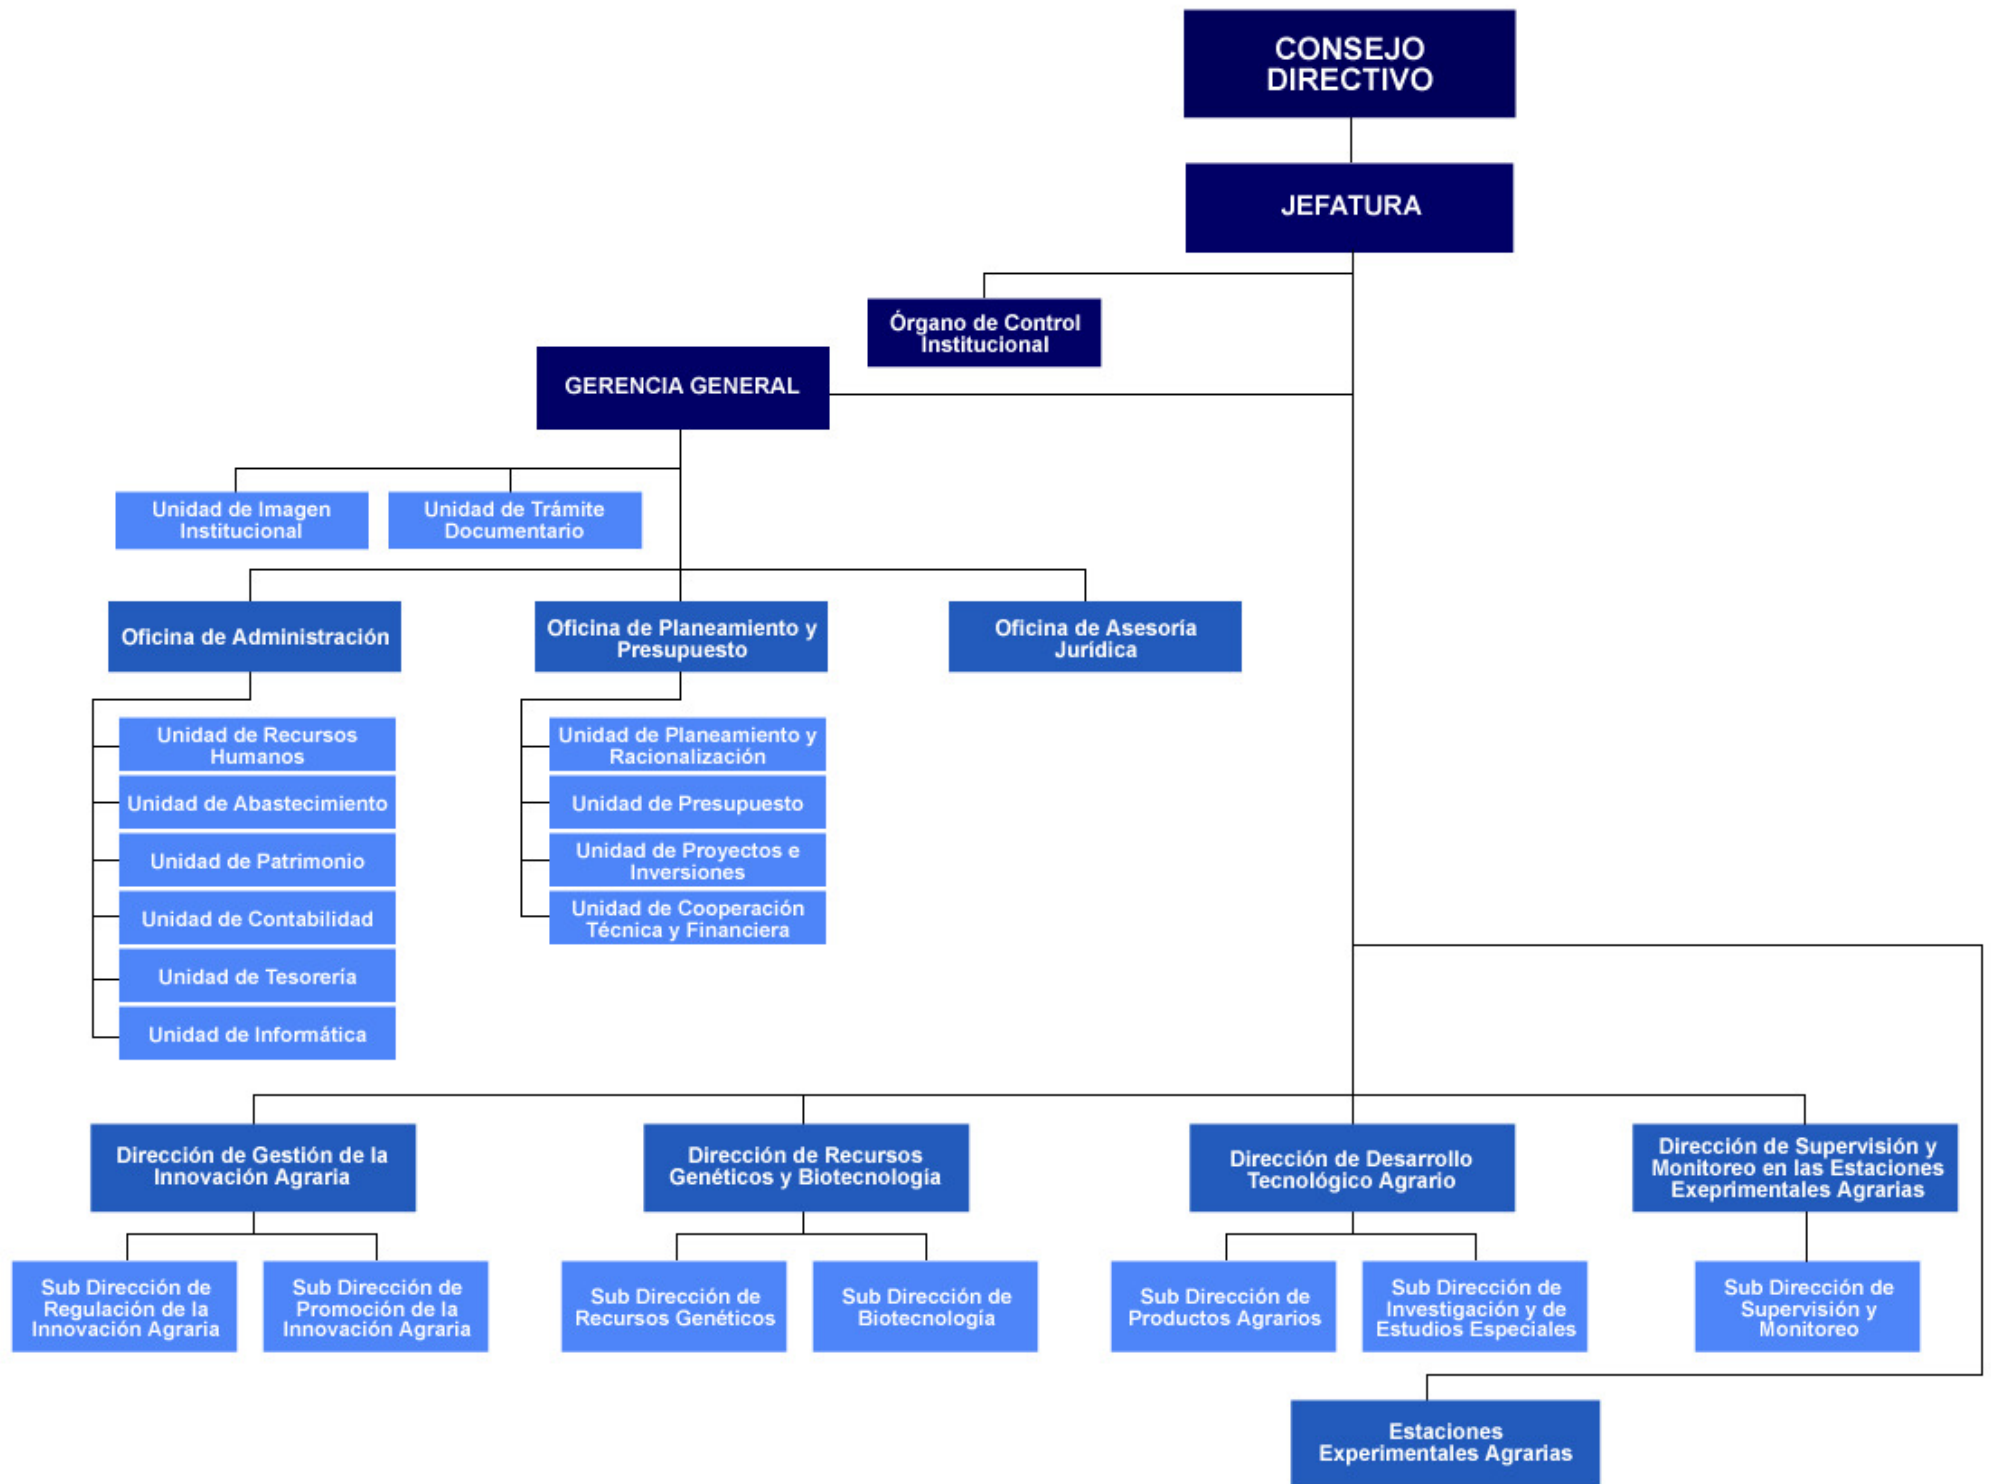 CONSEJO
DIRECTIVO
JEFATURA
Órgano de Control
Institucional
GERENCIA GENERAL
Unidad de Imagen
Institucional
Unidad de Trámite
Documentario
Oficina de Administración
Oficina de Planeamiento y
Presupuesto
Oficina de Asesoría
Jurídica
Unidad de Recursos
Humanos
Unidad de Abastecimiento
Unidad de Patrimonio
Unidad de Contabilidad
Unidad de Tesorería
Unidad de Informática
Unidad de Planeamiento y
Racionalización
Unidad de Presupuesto
Unidad de Proyectos e
Inversiones
Unidad de Cooperación
Técnica y Financiera
Dirección de Gestión de la
Innovación Agraria
Dirección de Recursos
Genéticos y Biotecnología
Dirección de Desarrollo
Tecnológico Agrario
Dirección de Supervisión y
Monitoreo en las Estaciones
Exeprimentales Agrarias
Sub Dirección de
Regulación de la
Innovación Agraria
Sub Dirección de
Promoción de la
Innovación Agraria
Sub Dirección de
Recursos Genéticos
Sub Dirección de
Biotecnología
Sub Dirección de
Productos Agrarios
Sub Dirección de
Investigación y de
Estudios Especiales
Sub Dirección de
Supervisión y
Monitoreo
Estaciones
Experimentales Agrarias